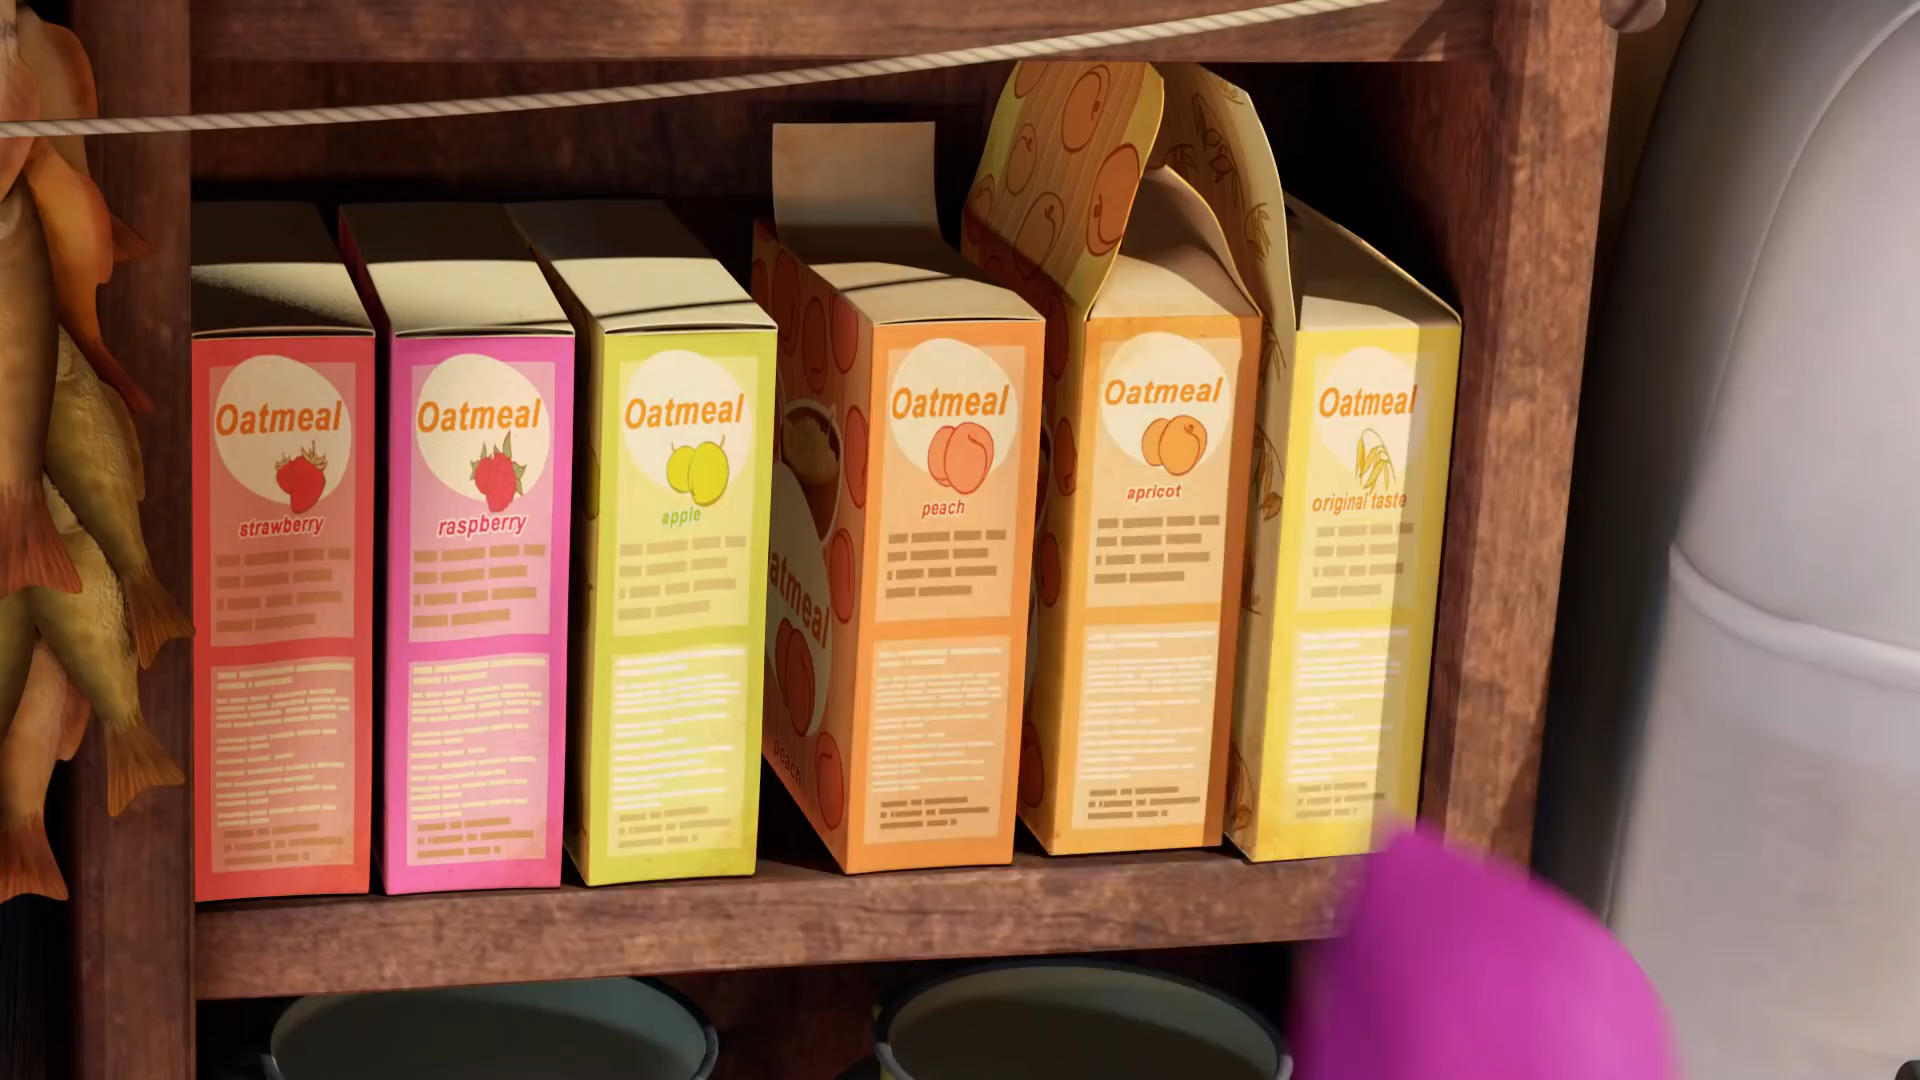 Oatmeal
strawberry
Oatmeal
raspberry
Oatmeal
apple
Oatmeal
peach
atmeal
peach
Oatmeal
apricot
Oatmeal
original taste